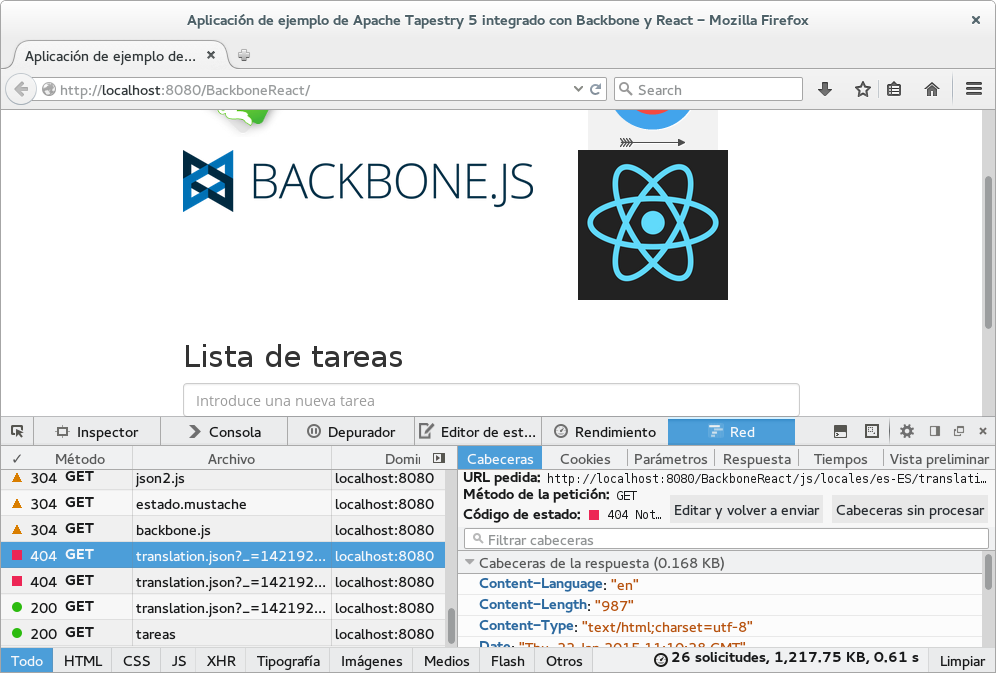 Aplicación de ejemplo de Apache Tapestry 5 integrado con Backbone y React – Mozilla Firefox
Aplicación de ejemplo de...
http://localhost:8080/BackboneReact/
Search
BACKBONE.JS
Lista de tareas
Introduce una nueva tarea
Inspector
Consola
Depurador
Editor de est...
Rendimiento
Red
✓ Método Archivo Domi
304 GET json2.js localhost:8080
304 GET estado.mustache localhost:8080
304 GET backbone.js localhost:8080
404 GET translation.json?_=142192... localhost:8080
404 GET translation.json?_=142192... localhost:8080
200 GET translation.json?_=142192... localhost:8080
200 GET tareas localhost:8080
Cabeceras Cookies Parámetros Respuesta Tiempos Vista preliminar
URL pedida: http://localhost:8080/BackboneReact/js/locales/es-ES/translati…
Método de la petición: GET
Código de estado: 404 Not…
Editar y volver a enviar
Cabeceras sin procesar
Filtrar cabeceras
Cabeceras de la respuesta (0.168 KB)
Content-Language: "en"
Content-Length: "987"
Content-Type: "text/html;charset=utf-8"
Todo HTML CSS JS XHR Tipografía Imágenes Medios Flash Otros
26 solicitudes, 1,217.75 KB, 0.61 s
Limpiar